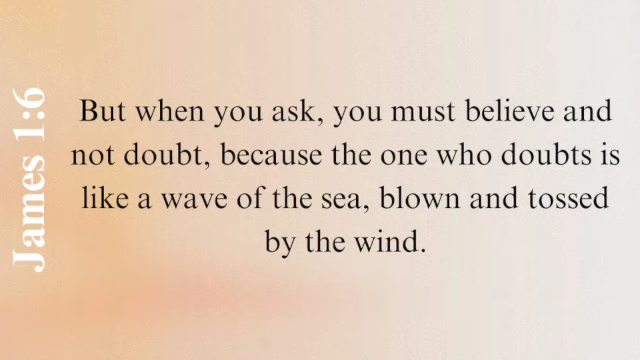 James 1:6
But when you ask, you must believe and
not doubt, because the one who doubts is
like a wave of the sea, blown and tossed
by the wind.